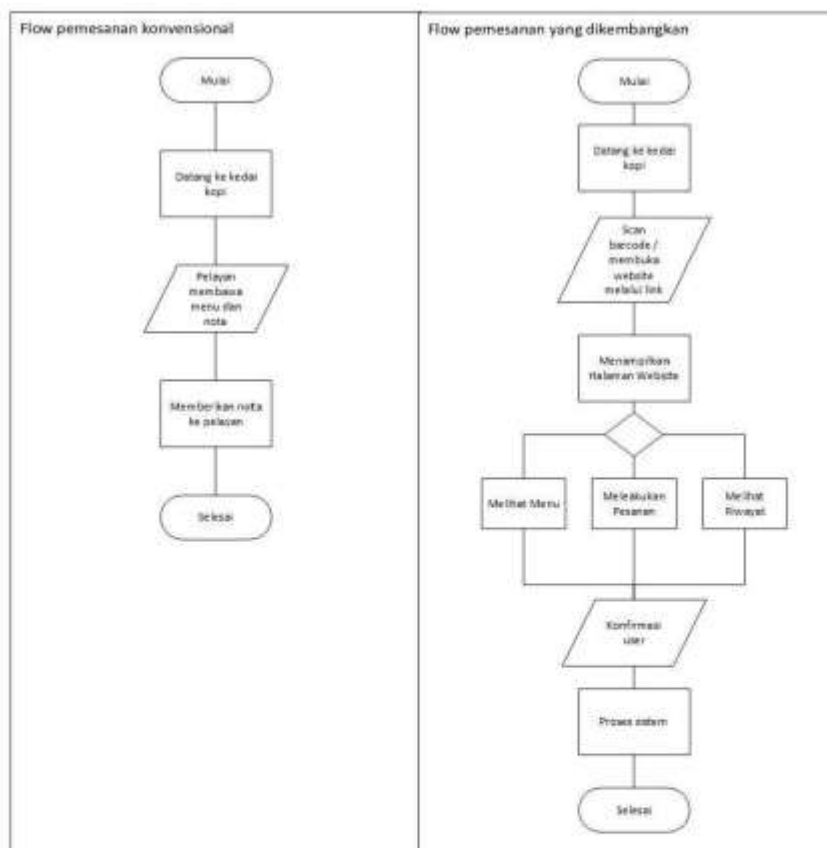 Flow pemesanan konvensional
Mulai
Datang ke kedai
kopi
Pelayan
membawa
menu dan
nota
Memberikan notta
ke pelayan
Selesai
Flow pemesanan yang dikembangkan
Mulai
Datang ke kedai
kopi
Scan
barcode /
membuka
website
melalui link
Menampilkan
Halaman Website
Melihat Menu
Meleakukan
Pesanan
Melihat
Riwayat
Konfirmasi
user
Proses sistem
Selesai